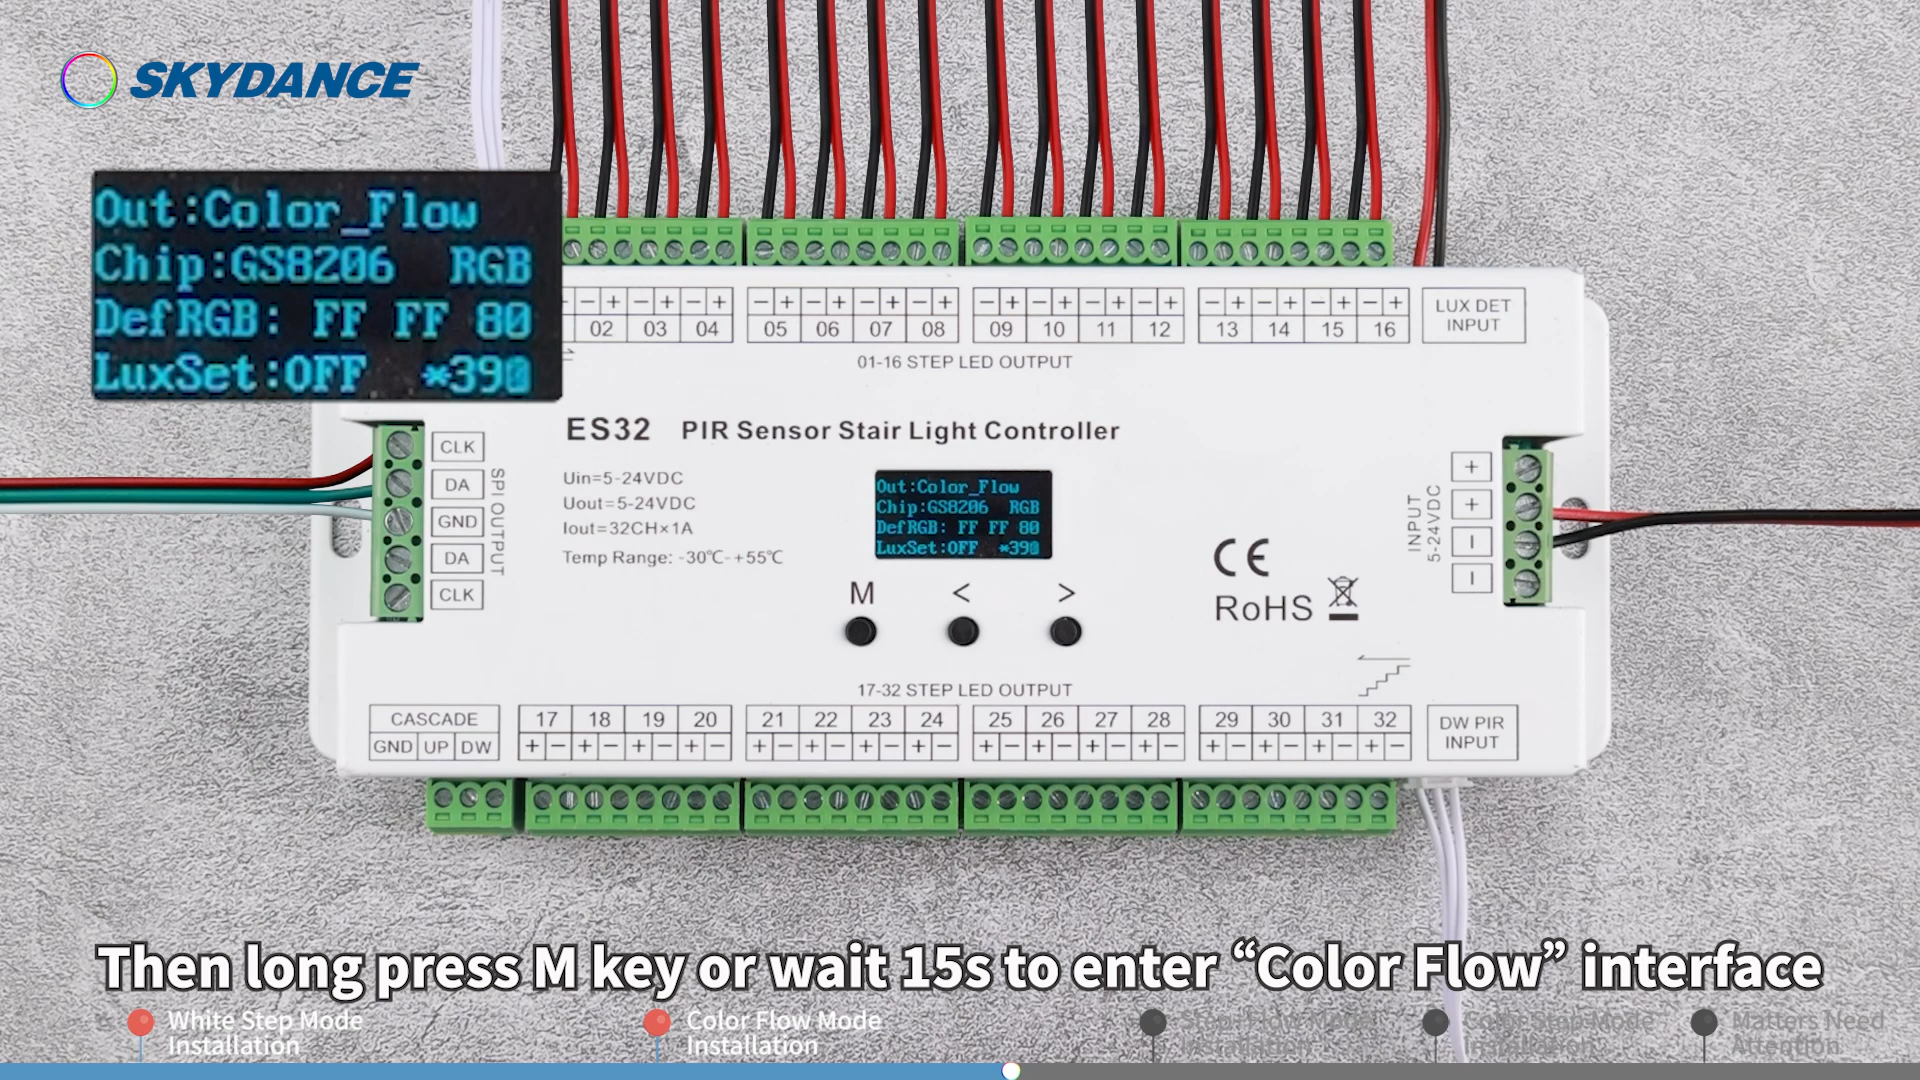 SKYDANCE
Out:Color_Flow
Chip:GS8206 RGB
DefRGB: FF FF 80
LuxSet:OFF *390
- + - + - +
02 03 04
- + - + - + - +
05 06 07 08
- + - + - + - +
09 10 11 12
- + - + - + - +
13 14 15 16
LUX DET
INPUT
01-16 STEP LED OUTPUT
ES32 PIR Sensor Stair Light Controller
CLK
DA
GND
DA
CLK
SPI OUTPUT
Uin=5-24VDC
Uout=5-24VDC
Iout=32CH×1A
Temp Range: -30℃-+55℃
Out:Color_Flow
Chip:GS8206 RGB
DefRGB: FF FF 80
LuxSet:OFF *390
M < >
CE
RoHS
INPUT
5-24VDC
+
+
-
-
17-32 STEP LED OUTPUT
CASCADE
GND UP DW
17 18 19 20
+ - + - + - + -
21 22 23 24
+ - + - + - + -
25 26 27 28
+ - + - + - + -
29 30 31 32
+ - + - + - + -
DW PIR
INPUT
Then long press M key or wait 15s to enter “Color Flow” interface
White Step Mode
Installation
Color Flow Mode
Installation
Matters Need
Attention